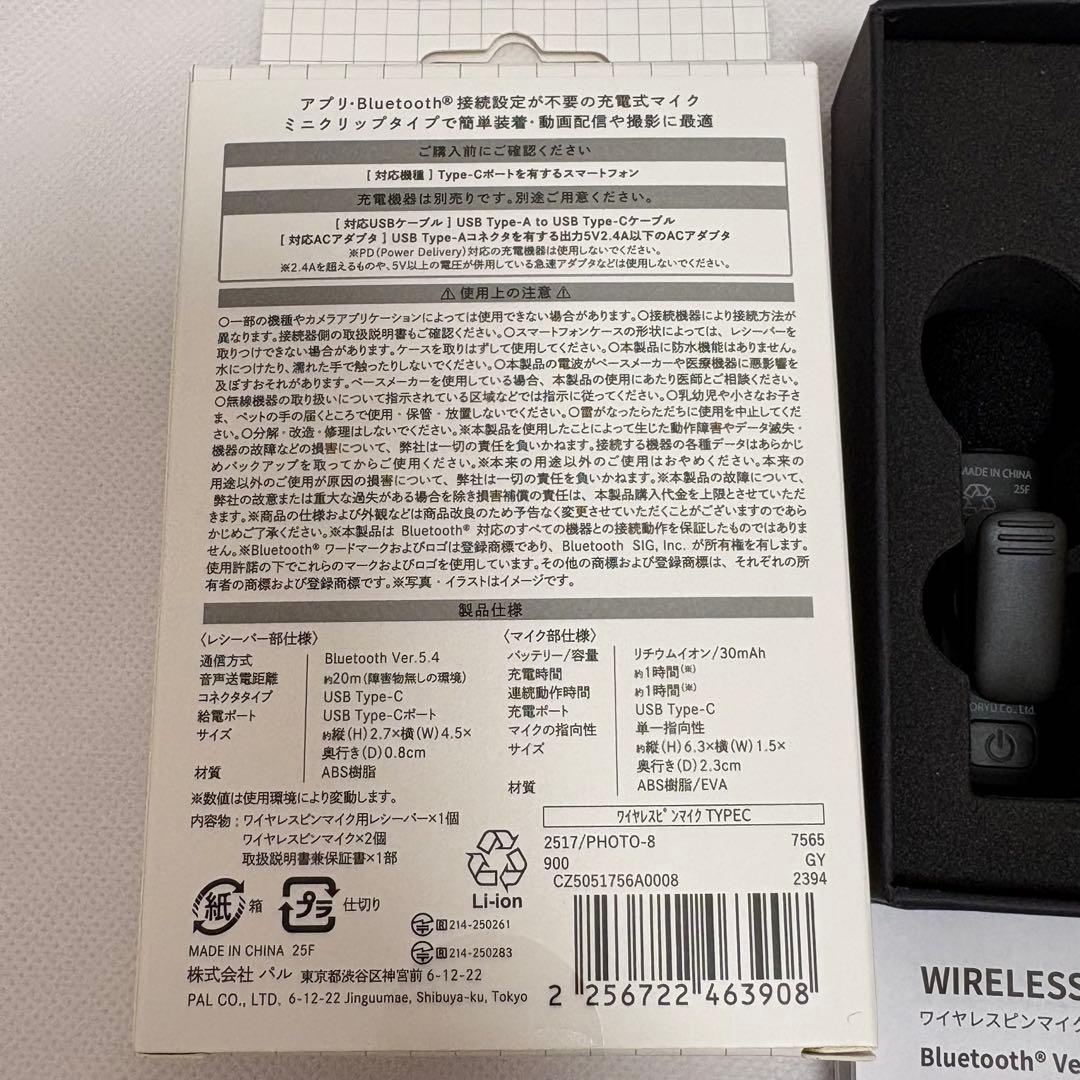 アプリ・Bluetooth® 接続設定が不要の充電式マイク
ミニクリップタイプで簡単装着・動画配信や撮影に最適
ご購入前にご確認ください
[ 対応機種 ] Type-Cポートを有するスマートフォン
充電機器は別売りです。別途ご用意ください。
[ 対応USBケーブル ] USB Type-A to USB Type-Cケーブル
[ 対応ACアダプタ ] USB Type-Aコネクタを有する出力5V2.4A以下のACアダプタ
※PD(Power Delivery)対応の充電機器は使用しないでください。
※2.4Aを超えるものや、5V以上の電圧が併用している急速アダプタなどは使用しないでください。
⚠ 使用上の注意 ⚠
○一部の機種やカメラアプリケーションによっては使用できない場合があります。○接続機器により接続方法が
異なります。接続器側の取扱説明書もご確認ください。○スマートフォンケースの形状によっては、レシーバーを
取りつけできない場合があります。ケースを取りはずして使用してください。○本製品に防水機能はありません。
水につけたり、濡れた手で触ったりしないでください。○本製品の電波がペースメーカーや医療機器に悪影響を
及ぼすおそれがあります。ペースメーカーを使用している場合、本製品の使用にあたり医師とご相談ください。
○無線機器の取り扱いについて指示されている区域などでは指示に従ってください。○乳幼児や小さなお子さ
ま、ペットの手の届くところで使用・保管・放置しないでください。○雷がなったらただちに使用を中止してくだ
さい。○分解・改造・修理はしないでください。※本製品を使用したことによって生じた動作障害やデータ滅失・
機器の故障などの損害について、弊社は一切の責任を負いかねます。接続する機器の各種データはあらかじ
めバックアップを取ってからご使用ください。※本来の用途以外のご使用はおやめください。本来の
用途以外のご使用が原因の損害について、弊社は一切の責任を負いかねます。※本製品の故障について、
弊社の故意または重大な過失がある場合を除き損害補償の責任は、本製品購入代金を上限とさせていただ
きます。※商品の仕様および外観などは商品改良のため予告なく変更させていただくことがございますのであら
かじめご了承ください。※本製品は Bluetooth® 対応のすべての機器との接続動作を保証したものではありま
せん。※Bluetooth® ワードマークおよびロゴは登録商標であり、Bluetooth SIG, Inc. が所有権を有します。
使用許諾の下でこれらのマークおよびロゴを使用しています。その他の商標および登録商標は、それぞれの所
有者の商標および登録商標です。※写真・イラストはイメージです。
製品仕様
〈レシーバー部仕様〉
通信方式 Bluetooth Ver.5.4
音声送電距離 約20m(障害物無しの環境)
コネクタタイプ USB Type-C
給電ポート USB Type-Cポート
サイズ 約縦(H)2.7×横(W)4.5×
奥行き(D)0.8cm
材質 ABS樹脂
※数値は使用環境により変動します。
〈マイク部仕様〉
バッテリー/容量 リチウムイオン/30mAh
充電時間 約1時間(※)
連続動作時間 約1時間(※)
充電ポート USB Type-C
マイクの指向性 単一指向性
サイズ 約縦(H)6.3×横(W)1.5×
奥行き(D)2.3cm
材質 ABS樹脂/EVA
内容物：ワイヤレスピンマイク用レシーバー×1個
ワイヤレスピンマイク×2個
取扱説明書兼保証書×1部
紙 箱
プラ 仕切り
Li-ion
R 214-250261
R 214-250283
MADE IN CHINA 25F
株式会社 パル 東京都渋谷区神宮前 6-12-22
PAL CO., LTD. 6-12-22 Jinguumae, Shibuya-ku, Tokyo
ﾜｲﾔﾚｽﾋﾟﾝﾏｲｸ TYPEC
2517/PHOTO-8 7565
900 GY
CZ5051756A0008 2394
2 256722 463908
MADE IN CHINA
25F
ORYU Co., Ltd.
WIRELESS
ワイヤレスピンマイク
Bluetooth® Ve